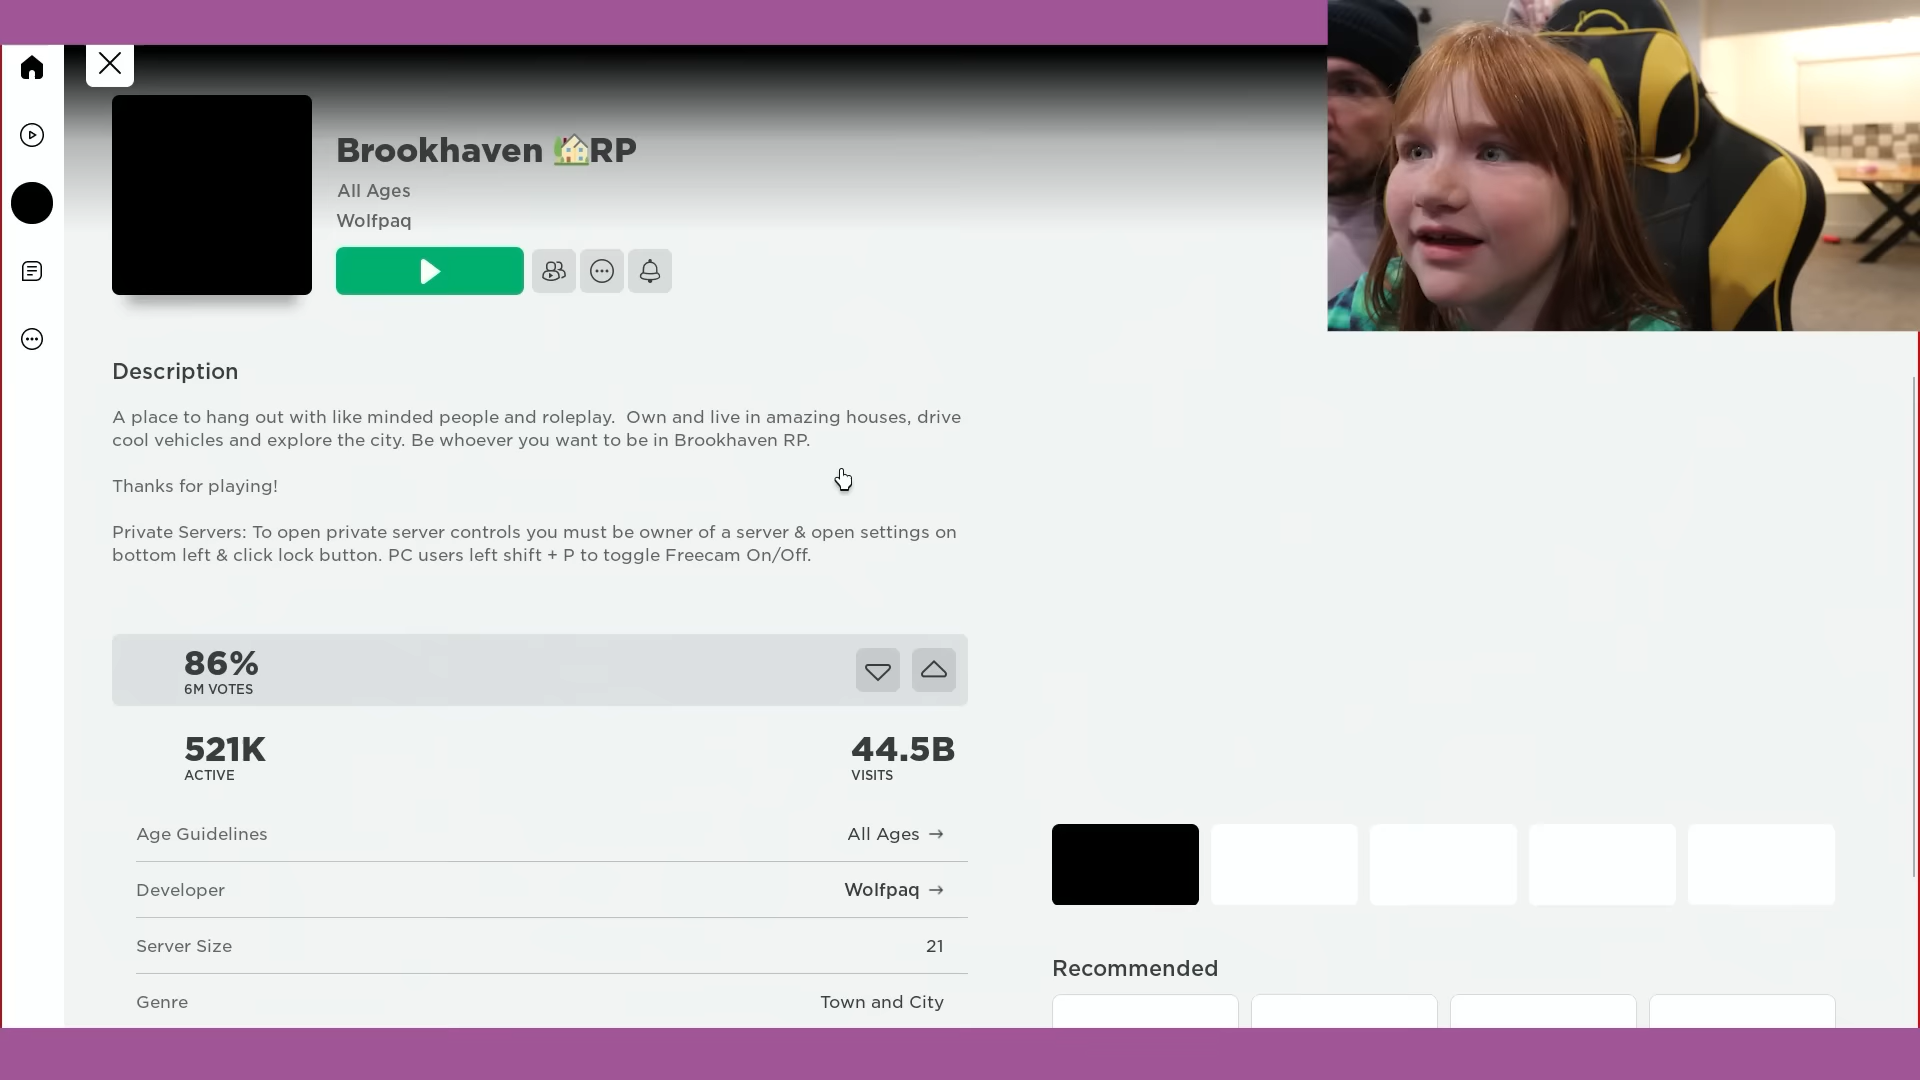 Brookhaven 🏡RP
All Ages
Wolfpaq
Description
A place to hang out with like minded people and roleplay.  Own and live in amazing houses, drive
cool vehicles and explore the city. Be whoever you want to be in Brookhaven RP.
Thanks for playing!
Private Servers: To open private server controls you must be owner of a server & open settings on
bottom left & click lock button. PC users left shift + P to toggle Freecam On/Off.
86%
6M VOTES
521K
ACTIVE
44.5B
VISITS
Age Guidelines All Ages →
Developer Wolfpaq →
Server Size 21
Genre Town and City
Recommended